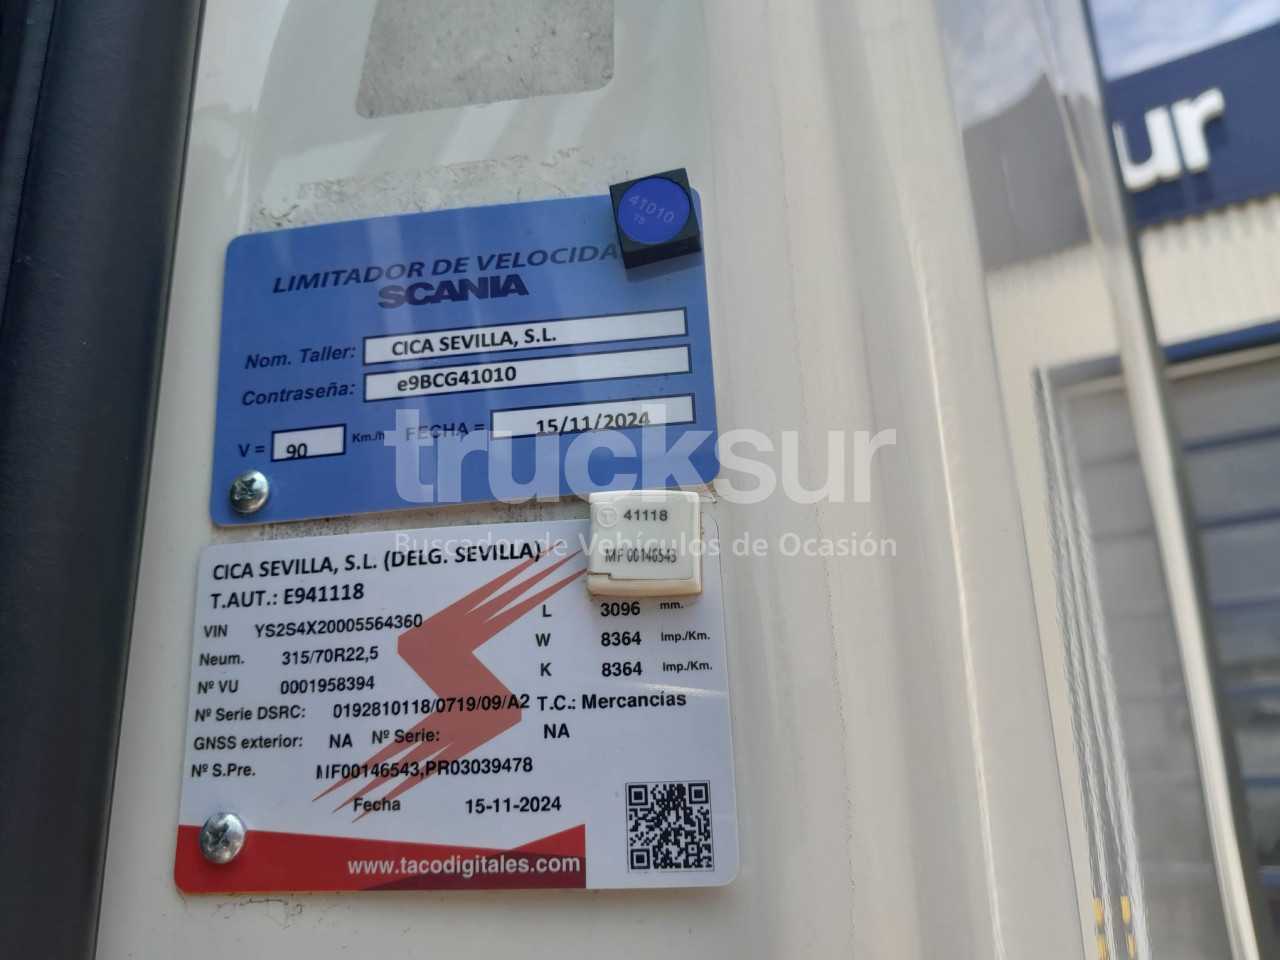 ur
41010
LIMITADOR DE VELOCIDA
SCANIA
Nom. Taller: CICA SEVILLA, S.L.
Contraseña: e9BCG41010
V = 90 Km./h FECHA = 15/11/2024
trucksur
Buscador de Vehículos de Ocasión
T 41118
MF 00146543
CICA SEVILLA, S.L. (DELG. SEVILLA)
T.AUT.: E941118
VIN YS2S4X20005564360 L 3096 mm.
Neum. 315/70R22,5 W 8364 Imp./Km.
Nº VU 0001958394 K 8364 Imp./Km.
Nº Serie DSRC: 0192810118/0719/09/A2 T.C.: Mercancías
GNSS exterior: NA Nº Serie: NA
Nº S.Pre. MF00146543,PR03039478
Fecha 15-11-2024
www.tacodigitales.com